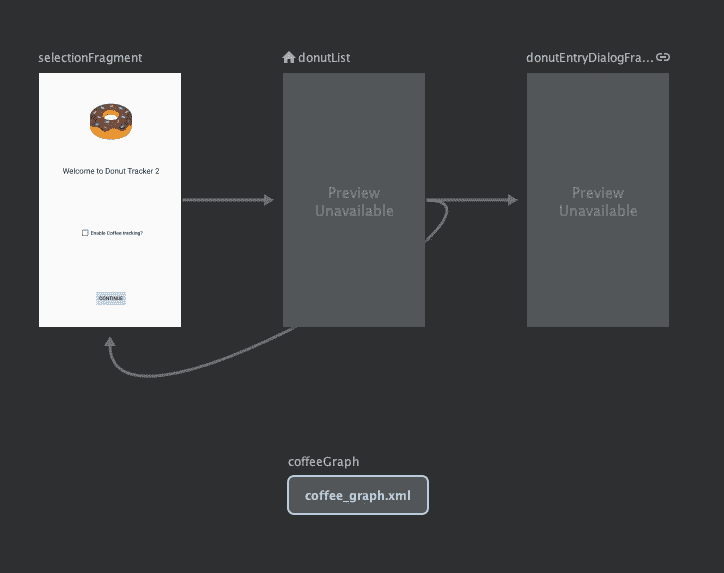 selectionFragment
donutList
donutEntryDialogFra...
Welcome to Donut Tracker 2
Enable Coffee tracking?
CONTINUE
Preview
Unavailable
Preview
Unavailable
coffeeGraph
coffee_graph.xml